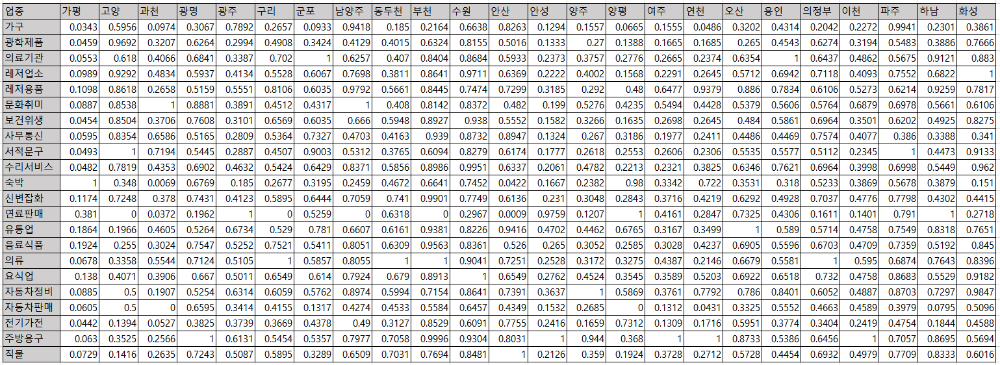 업종 가평 고양 과천 광명 광주 구리 군포 남양주 동두천 부천 수원 안산 안성 양주 양평 여주 연천 오산 용인 의정부 이천 파주 하남 화성
가구 0.0343 0.5956 0.0974 0.3067 0.7892 0.2657 0.0933 0.9418 0.185 0.2164 0.6638 0.8263 0.1294 0.1557 0.0665 0.1555 0.0486 0.3202 0.4314 0.2042 0.2272 0.9941 0.2301 0.3861
광학제품 0.0459 0.9692 0.3207 0.6264 0.2994 0.4908 0.3424 0.4129 0.4015 0.6324 0.8155 0.5016 0.1333 0.27 0.1388 0.1665 0.1685 0.265 0.4543 0.6274 0.3194 0.5483 0.3886 0.7666
의료기관 0.0553 0.618 0.4066 0.6841 0.3387 0.702 1 0.6257 0.407 0.8404 0.8684 0.5933 0.2373 0.3757 0.2776 0.2665 0.2374 0.6354 1 0.6437 0.4862 0.5675 0.9121 0.883
레저업소 0.0989 0.9292 0.4834 0.5937 0.4134 0.5528 0.6067 0.7698 0.3811 0.8641 0.9711 0.6369 0.2222 0.4002 0.1568 0.2291 0.2645 0.5712 0.6942 0.7118 0.4093 0.7552 0.6822 1
레저용품 0.1098 0.8618 0.2658 0.5159 0.5551 0.8106 0.6035 0.9792 0.5661 0.8445 0.7474 0.7299 0.3185 0.292 0.48 0.6477 0.9379 0.886 0.7834 0.6106 0.5273 0.6214 0.9259 0.7817
문화취미 0.0887 0.8538 1 0.8881 0.3891 0.4512 0.4317 1 0.408 0.8142 0.8372 0.482 0.199 0.5276 0.4235 0.5494 0.4428 0.5379 0.5606 0.5764 0.6879 0.6978 0.5661 0.6106
보건위생 0.0454 0.8504 0.3706 0.7608 0.3101 0.6569 0.6035 0.666 0.5948 0.8927 0.938 0.5552 0.1582 0.3266 0.1635 0.2698 0.2645 0.484 0.5861 0.6964 0.3501 0.6202 0.4925 0.8275
사무통신 0.0595 0.8354 0.6586 0.5165 0.2809 0.5364 0.7327 0.4703 0.4163 0.939 0.8732 0.8947 0.1324 0.267 0.3186 0.1977 0.2411 0.4486 0.4469 0.7574 0.4077 0.386 0.3388 0.341
서적문구 0.0493 1 0.7194 0.5445 0.2887 0.4507 0.9003 0.5312 0.3765 0.6094 0.8279 0.6174 0.1777 0.2618 0.2553 0.2606 0.2306 0.5535 0.5577 0.5112 0.2345 1 0.4473 0.9133
수리서비스 0.0482 0.7819 0.4353 0.6902 0.4632 0.5424 0.6429 0.8371 0.5856 0.8986 0.9951 0.6337 0.2061 0.4782 0.2213 0.2321 0.3825 0.6346 0.7621 0.6964 0.3998 0.6998 0.5449 0.962
숙박 1 0.348 0.0069 0.6769 0.185 0.2677 0.3195 0.2459 0.4672 0.6641 0.7452 0.0422 0.1667 0.2382 0.98 0.3342 0.722 0.3531 0.318 0.5233 0.3869 0.5678 0.3879 0.151
신변잡화 0.1174 0.7248 0.378 0.7431 0.4123 0.5895 0.6444 0.7059 0.741 0.9901 0.7749 0.6136 0.231 0.3048 0.2843 0.3716 0.4219 0.6292 0.4928 0.7037 0.4776 0.7798 0.4302 0.4415
연료판매 0.381 0 0.0372 0.1962 1 0 0.5259 0 0.6318 0 0.2967 0.0009 0.9759 0.1207 1 0.4161 0.2847 0.7325 0.4306 0.1611 0.1401 0.791 1 0.2718
유통업 0.1864 0.1966 0.4605 0.5264 0.6734 0.529 0.781 0.6607 0.6161 0.9381 0.8226 0.9416 0.4702 0.4462 0.6765 0.3167 0.3499 1 0.589 0.5714 0.4758 0.7549 0.8318 0.7651
음료식품 0.1924 0.255 0.3024 0.7547 0.5252 0.7521 0.5411 0.8051 0.6309 0.9563 0.8361 0.526 0.265 0.3052 0.2585 0.3028 0.4237 0.6905 0.5596 0.6703 0.4709 0.7359 0.5192 0.845
의류 0.0678 0.3358 0.5544 0.7124 0.5105 1 0.5857 0.8055 1 1 0.9041 0.7251 0.2528 0.3172 0.3275 0.4387 0.2146 0.6679 0.5581 1 0.595 0.6874 0.7643 0.8396
요식업 0.138 0.4071 0.3906 0.667 0.5011 0.6549 0.614 0.7924 0.679 0.8913 1 0.6549 0.2762 0.4524 0.3545 0.3589 0.5203 0.6922 0.6518 0.732 0.4758 0.8683 0.5529 0.9182
자동차정비 0.0885 0.5 0.1907 0.5254 0.6314 0.6059 0.5762 0.8974 0.5994 0.7154 0.8641 0.7391 0.3637 1 0.5869 0.3761 0.7792 0.786 0.8401 0.6052 0.4887 0.8703 0.7297 0.9847
자동차판매 0.0605 0.5 0 0.6595 0.3414 0.4155 0.1317 0.4274 0.4533 0.5584 0.6457 0.4349 0.1532 0.2685 0 0.1312 0.0431 0.3325 0.5552 0.4663 0.4589 0.3979 0.0795 0.5096
전기가전 0.0442 0.1394 0.0527 0.3825 0.3739 0.3669 0.4378 0.49 0.3127 0.8529 0.6091 0.7755 0.2416 0.1659 0.7312 0.1309 0.1716 0.5951 0.3774 0.3404 0.2419 0.4754 0.1844 0.4588
주방용구 0.063 0.3525 0.2566 1 0.6131 0.5454 0.5357 0.7977 0.7058 0.9996 0.9304 0.8031 1 0.944 0.368 1 1 0.8733 0.5386 0.6456 1 0.7057 0.8695 0.5694
직물 0.0729 0.1416 0.2635 0.7243 0.5087 0.5895 0.3289 0.6509 0.7031 0.7694 0.8481 1 0.2126 0.359 0.1924 0.3728 0.2712 0.5728 0.4454 0.6932 0.4979 0.7709 0.8333 0.6016